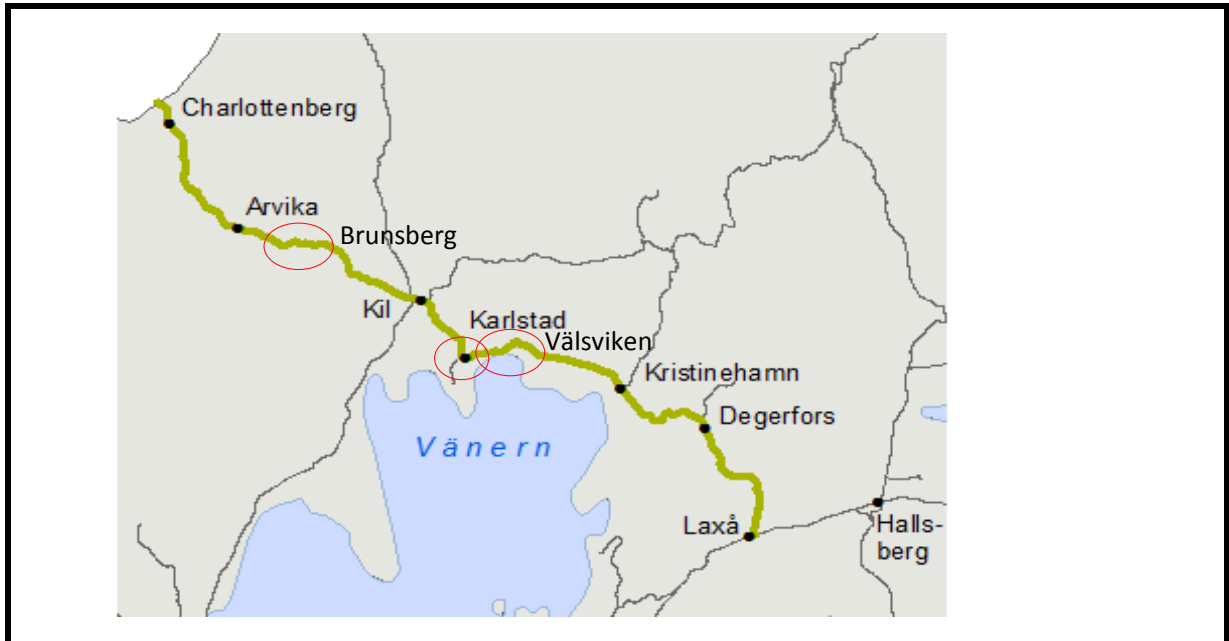 Charlottenberg
Arvika
Brunsberg
Kil
Karlstad
Välsviken
Kristinehamn
Degerfors
Vänern
Laxå
Halls-
berg